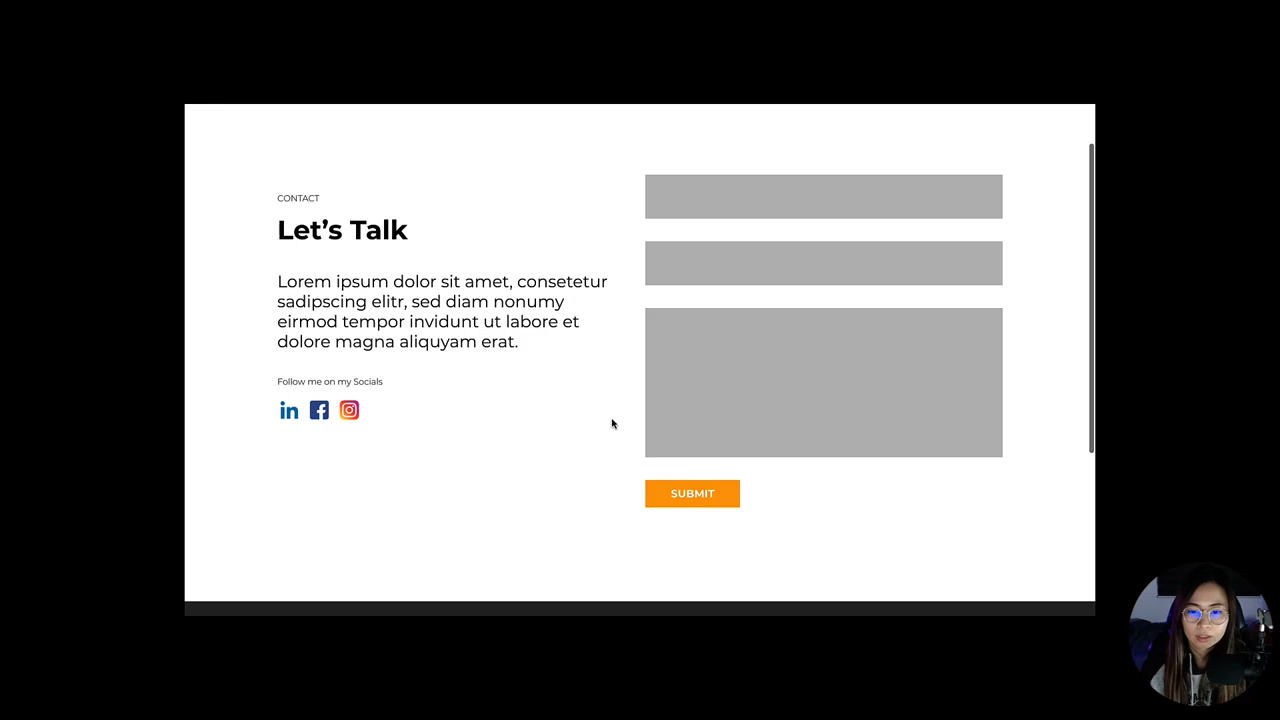 CONTACT
Let's Talk
Lorem ipsum dolor sit amet, consetetur
sadipscing elitr, sed diam nonumy
eirmod tempor invidunt ut labore et
dolore magna aliquyam erat.
Follow me on my Socials
in f
SUBMIT